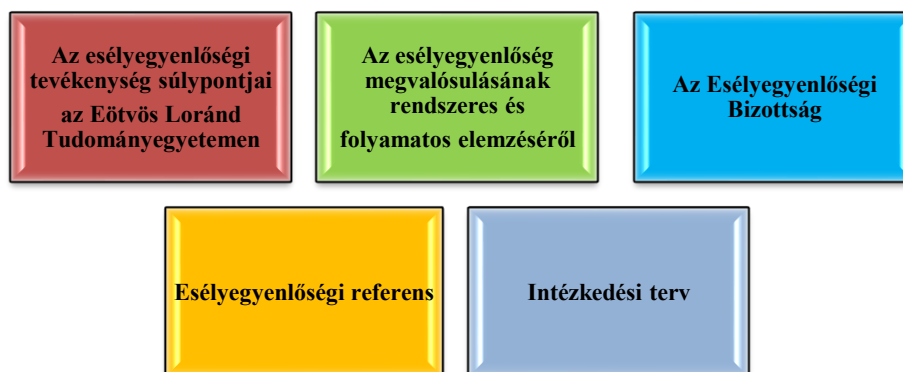 Az esélyegyenlőségi
tevékenység súlypontjai
az Eötvös Loránd
Tudományegyetemen
Az esélyegyenlőség
megvalósulásának
rendszeres és
folyamatos elemzéséről
Az Esélyegyenlőségi
Bizottság
Esélyegyenlőségi referens
Intézkedési terv